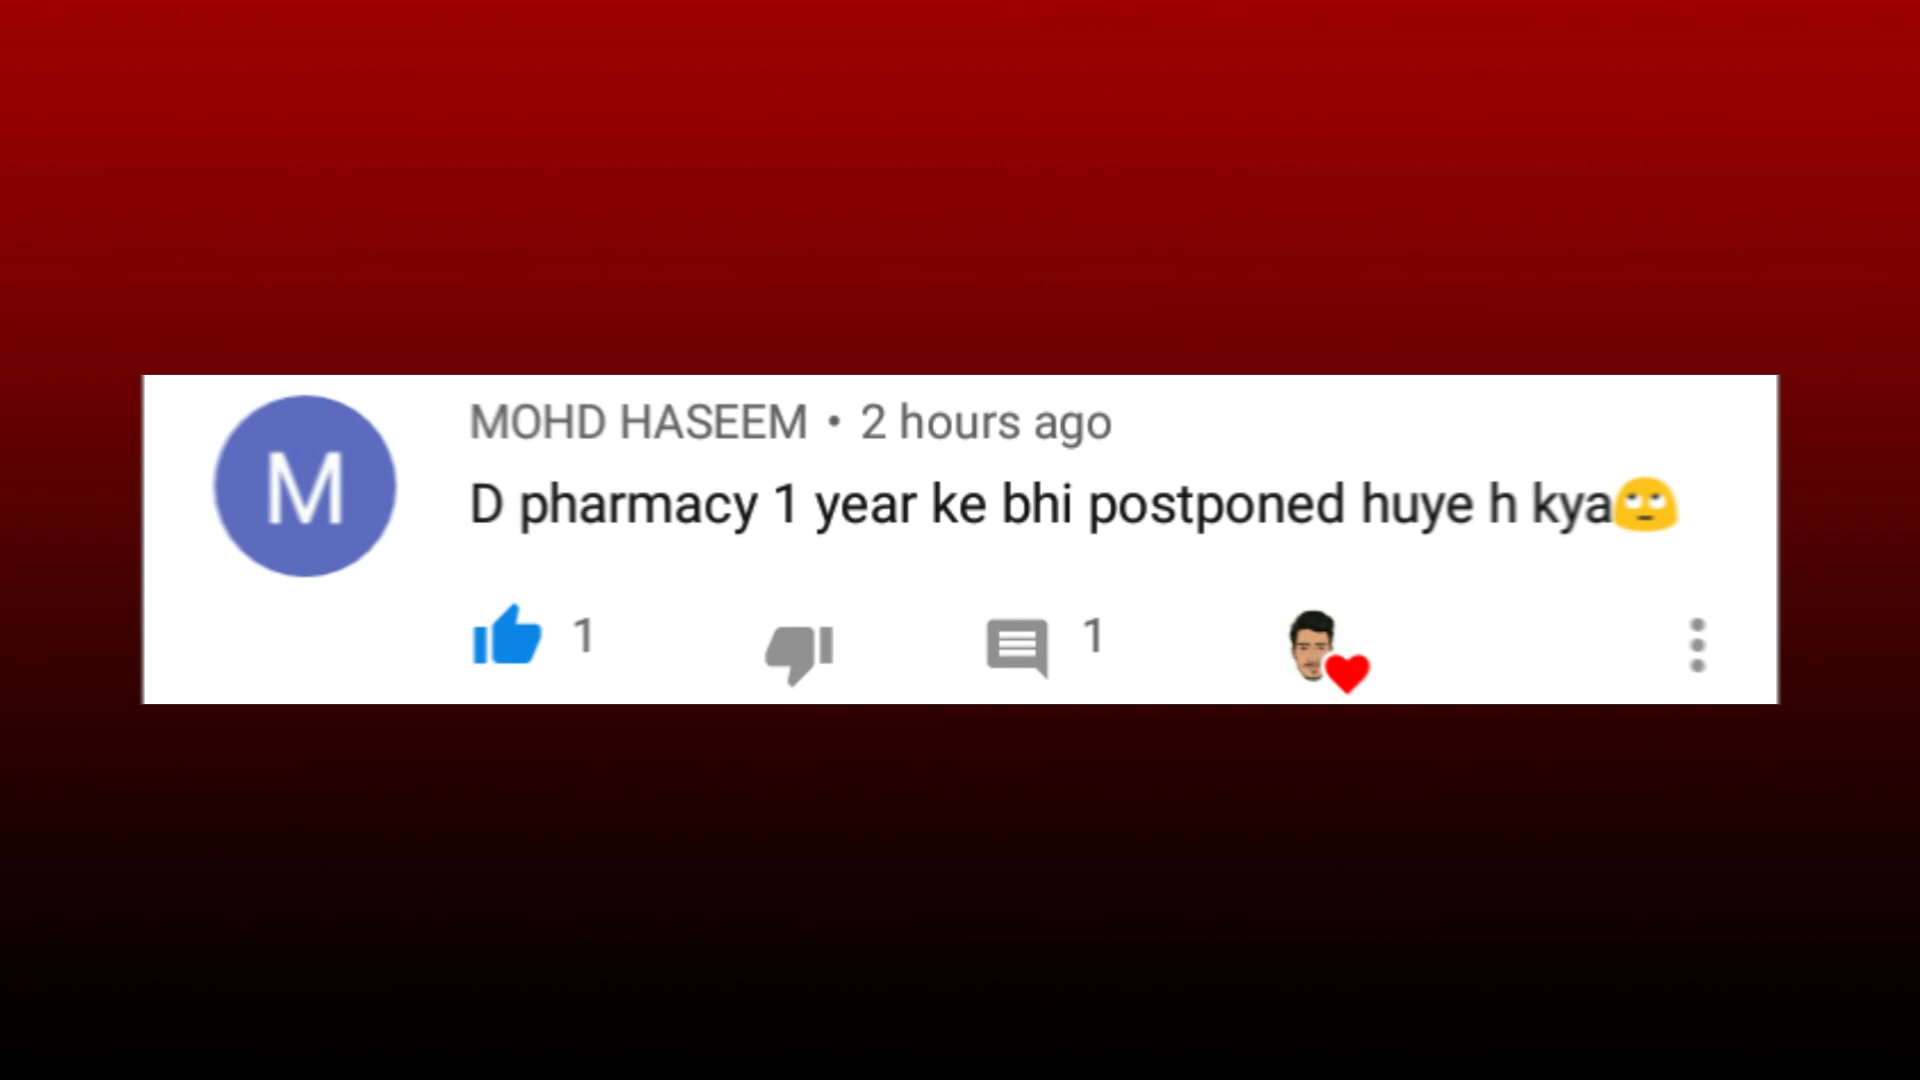 M
MOHD HASEEM • 2 hours ago
D pharmacy 1 year ke bhi postponed huye h kya🙄
1 1